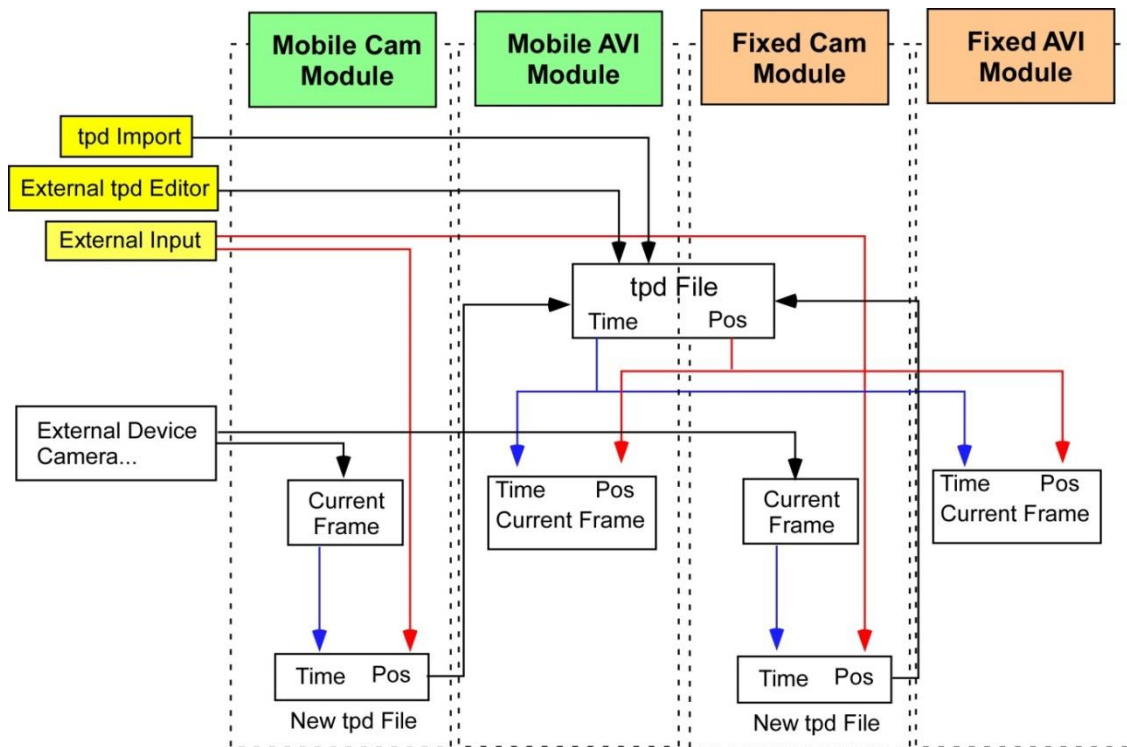 Mobile Cam
Module
Mobile AVI
Module
Fixed Cam
Module
Fixed AVI
Module
tpd Import
External tpd Editor
External Input
tpd File
Time Pos
External Device
Camera...
Current
Frame
Time Pos
Current Frame
Current
Frame
Time Pos
Current Frame
Time Pos
New tpd File
Time Pos
New tpd File